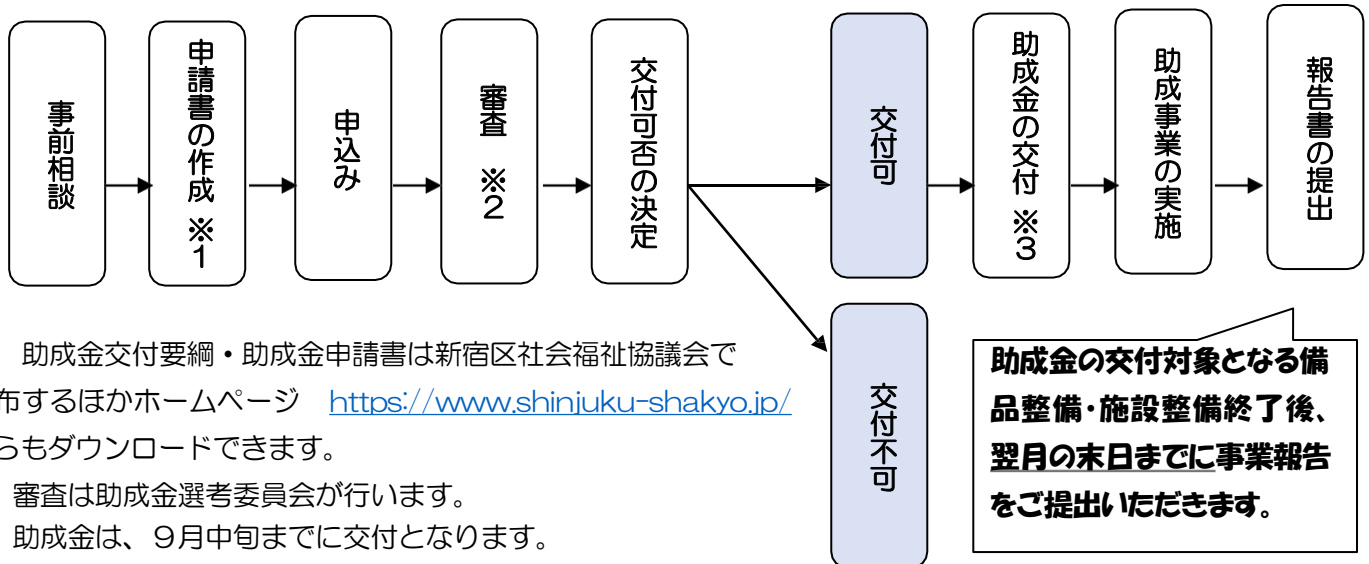 事前相談
申請書の作成 ※1
申込み
審査 ※2
交付可否の決定
交付可
助成金の交付 ※3
助成事業の実施
報告書の提出
交付不可
助成金交付要綱・助成金申請書は新宿区社会福祉協議会で
布するほかホームページ https://www.shinjuku-shakyo.jp/
らもダウンロードできます。
審査は助成金選考委員会が行います。
助成金は、9月中旬までに交付となります。
助成金の交付対象となる備
品整備・施設整備終了後、
翌月の末日までに事業報告
をご提出いただきます。